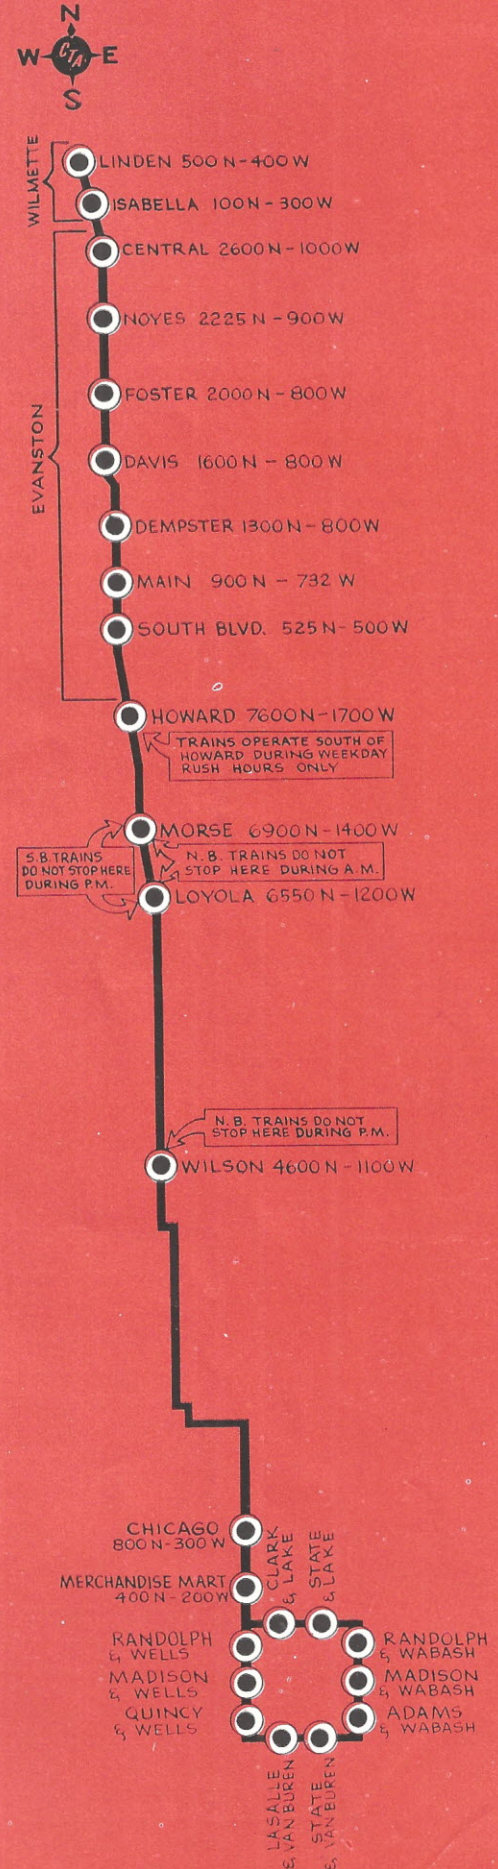 N
W CTA E
S
WILMETTE
LINDEN 500 N - 400 W
ISABELLA 100 N - 300 W
EVANSTON
CENTRAL 2600 N - 1000 W
NOYES 2225 N - 900 W
FOSTER 2000 N - 800 W
DAVIS 1600 N - 800 W
DEMPSTER 1300 N - 800 W
MAIN 900 N - 732 W
SOUTH BLVD. 525 N - 500 W
HOWARD 7600 N - 1700 W
TRAINS OPERATE SOUTH OF
HOWARD DURING WEEKDAY
RUSH HOURS ONLY
MORSE 6900 N - 1400 W
S.B. TRAINS
DO NOT STOP HERE
DURING P.M.
N.B. TRAINS DO NOT
STOP HERE DURING A.M.
LOYOLA 6550 N - 1200 W
N.B. TRAINS DO NOT
STOP HERE DURING P.M.
WILSON 4600 N - 1100 W
CHICAGO
800 N - 300 W
MERCHANDISE MART
400 N - 200 W
CLARK
& LAKE
STATE
& LAKE
RANDOLPH
& WELLS
RANDOLPH
& WABASH
MADISON
& WELLS
MADISON
& WABASH
QUINCY
& WELLS
ADAMS
& WABASH
LASALLE
& VAN BUREN
STATE
& VAN BUREN